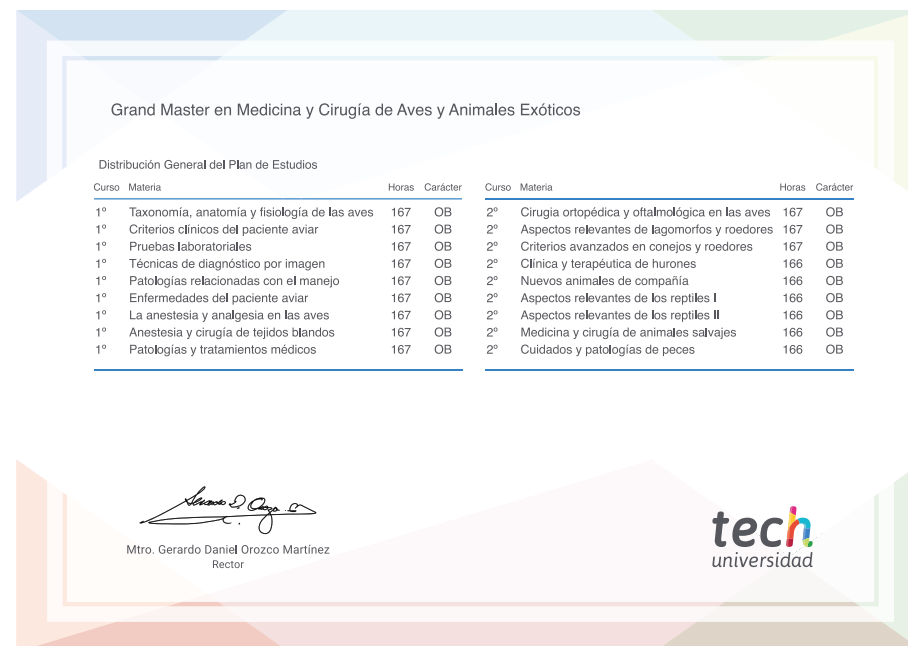 Grand Master en Medicina y Cirugía de Aves y Animales Exóticos
Distribución General del Plan de Estudios
Curso Materia Horas Carácter
1º Taxonomía, anatomía y fisiología de las aves 167 OB
1º Criterios clínicos del paciente aviar 167 OB
1º Pruebas laboratoriales 167 OB
1º Técnicas de diagnóstico por imagen 167 OB
1º Patologías relacionadas con el manejo 167 OB
1º Enfermedades del paciente aviar 167 OB
1º La anestesia y analgesia en las aves 167 OB
1º Anestesia y cirugía de tejidos blandos 167 OB
1º Patologías y tratamientos médicos 167 OB
Curso Materia Horas Carácter
2º Cirugia ortopédica y oftalmológica en las aves 167 OB
2º Aspectos relevantes de lagomorfos y roedores 167 OB
2º Criterios avanzados en conejos y roedores 167 OB
2º Clínica y terapéutica de hurones 166 OB
2º Nuevos animales de compañía 166 OB
2º Aspectos relevantes de los reptiles I 166 OB
2º Aspectos relevantes de los reptiles II 166 OB
2º Medicina y cirugía de animales salvajes 166 OB
2º Cuidados y patologías de peces 166 OB
Mtro. Gerardo Daniel Orozco Martínez
Rector
tech
universidad